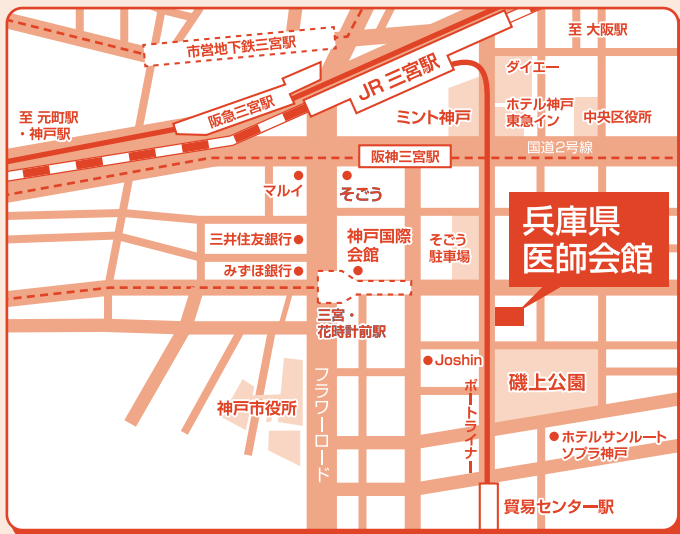 至 大阪駅
市営地下鉄三宮駅
JR 三宮駅
ダイエー
阪急三宮駅
ホテル神戸
東急イン
中央区役所
ミント神戸
至 元町駅
・神戸駅
国道2号線
阪神三宮駅
マルイ
そごう
兵庫県
医師会館
三井住友銀行
神戸国際
会館
そごう
駐車場
みずほ銀行
三宮・
花時計前駅
Joshin
磯上公園
フラワーロード
ポートライナー
神戸市役所
ホテルサンルート
ソプラ神戸
貿易センター駅